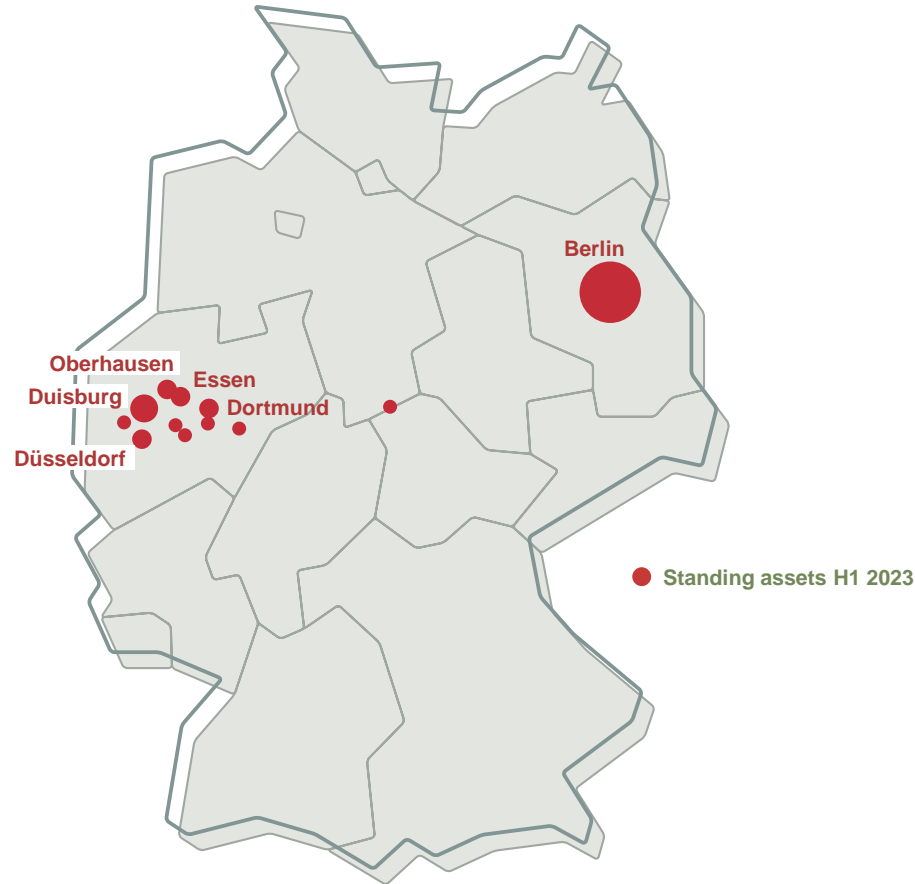 Berlin
Oberhausen
Essen
Duisburg
Dortmund
Düsseldorf
Standing assets H1 2023